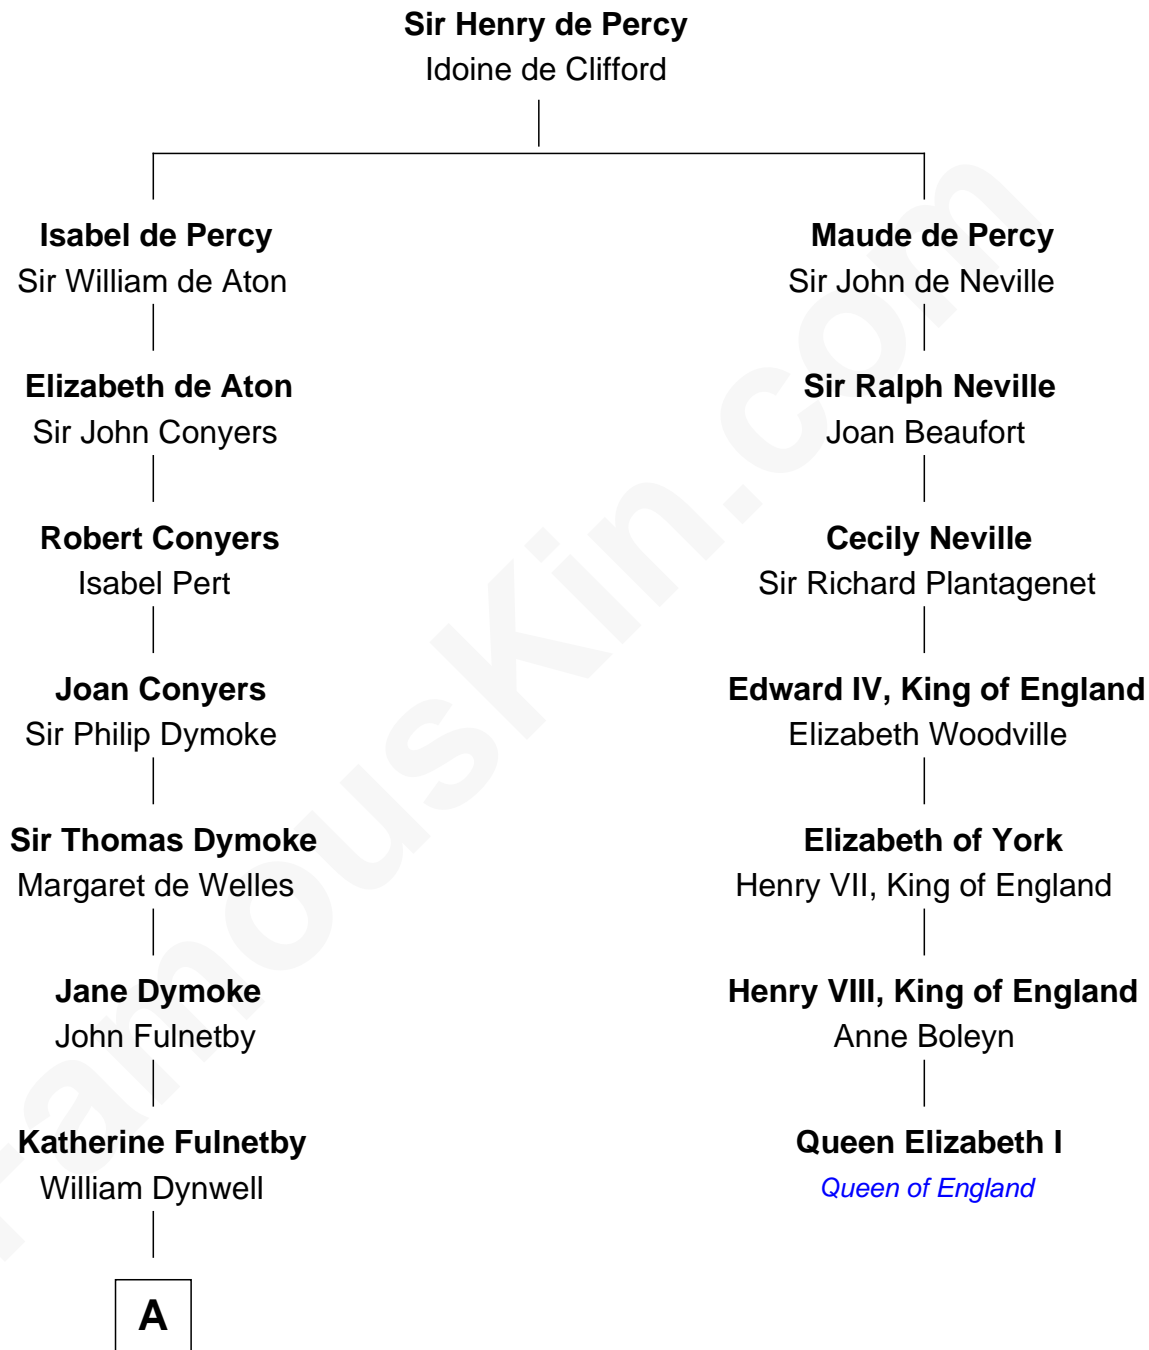 Sir Henry de Percy
Idoine de Clifford
Isabel de Percy
Sir William de Aton
Maude de Percy
Sir John de Neville
Elizabeth de Aton
Sir John Conyers
Sir Ralph Neville
Joan Beaufort
Robert Conyers
Isabel Pert
Cecily Neville
Sir Richard Plantagenet
Joan Conyers
Sir Philip Dymoke
Edward IV, King of England
Elizabeth Woodville
Sir Thomas Dymoke
Margaret de Welles
Elizabeth of York
Henry VII, King of England
Jane Dymoke
John Fulnetby
Henry VIII, King of England
Anne Boleyn
Katherine Fulnetby
William Dynwell
Queen Elizabeth I
Queen of England
A
FamousKin.com